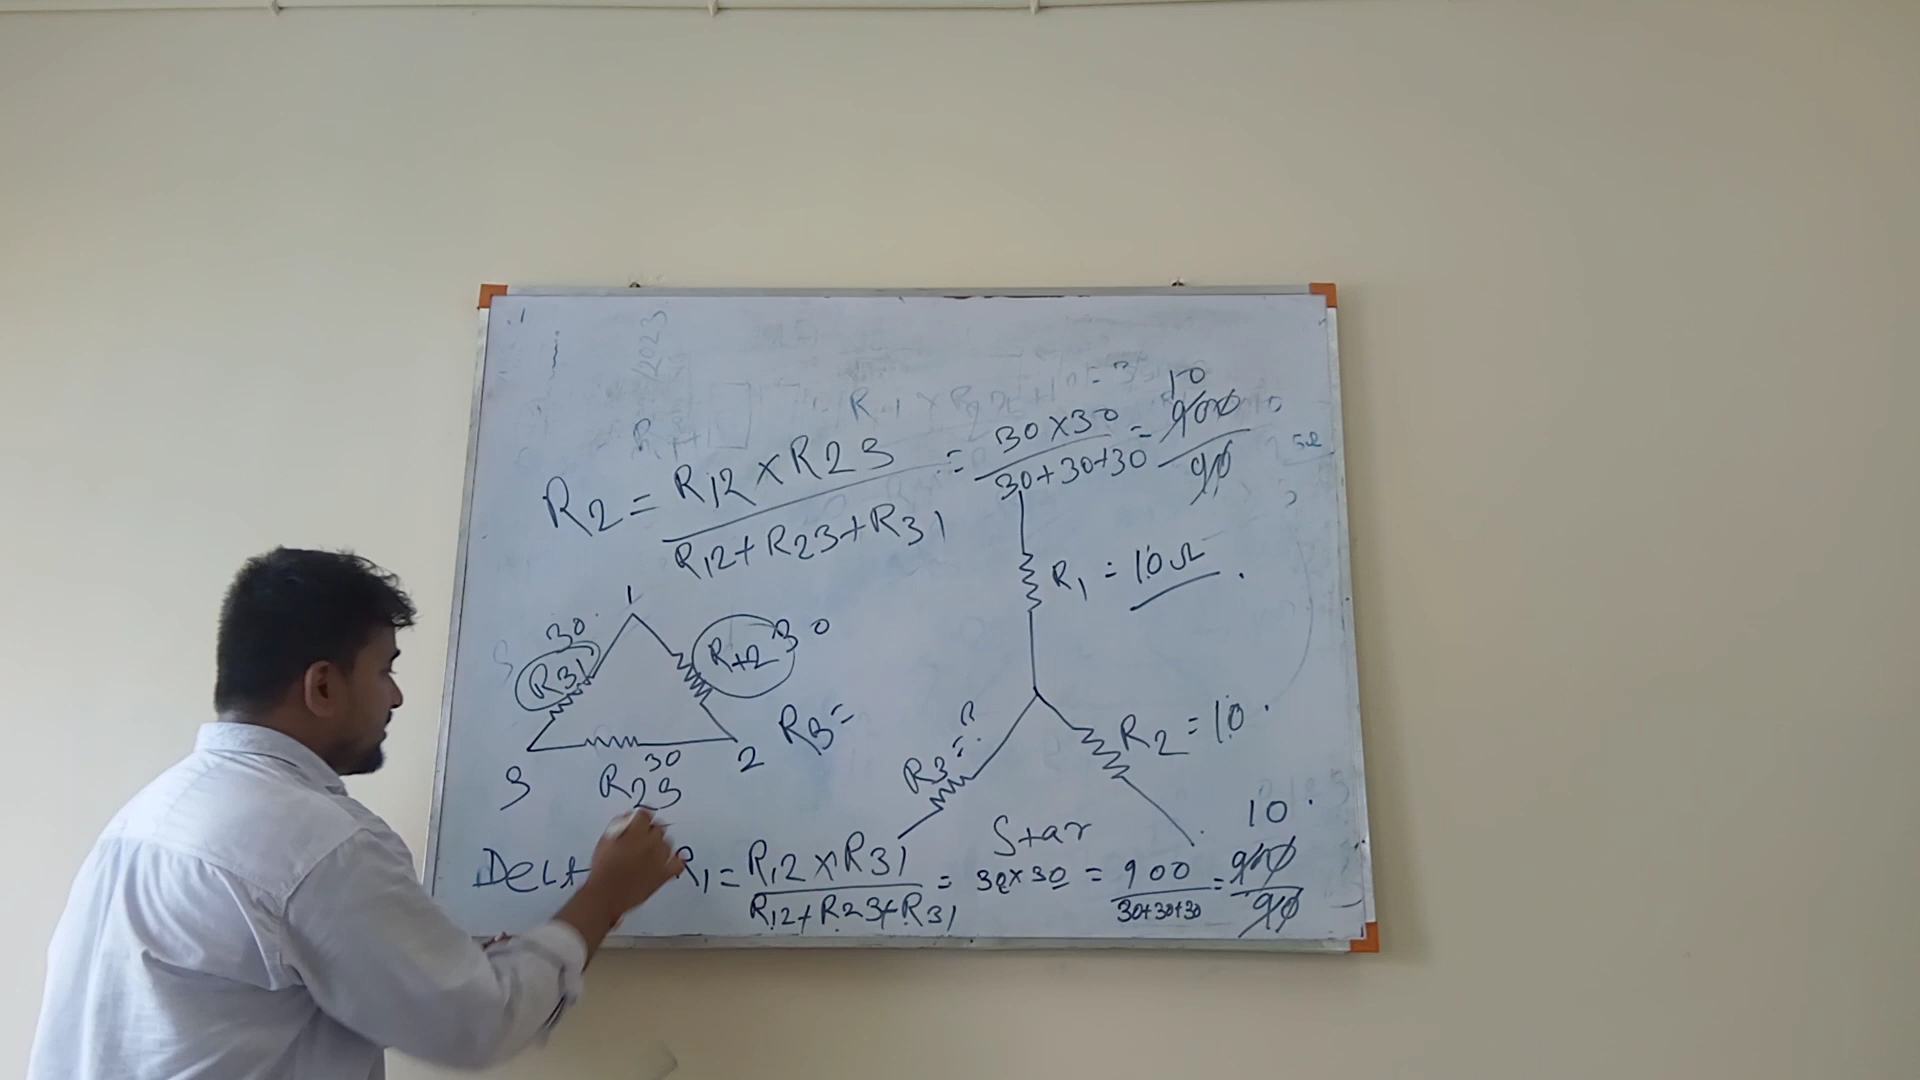 R2 = R12 × R23 / R12 + R23 + R31 = 30 × 30 / 30 + 30 + 30 = 900 / 90 10
R1 = 10Ω
1
30
R31
R12 30
3
30
R23
2
R3 =
R3 = ?
R2 = 10
Star
Delt
R1 = R12 × R31 / R12 + R23 + R31 = 30 × 30 = 900 / 30+30+30 = 900 / 90 10